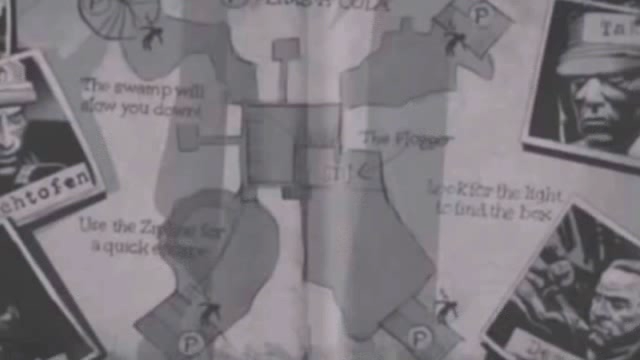 P
P
The swamp will
slow you down!
The Flogger
Look for the light
to find the box
Use the Zipline for
a quick escape
chtofen
Tak
P
P